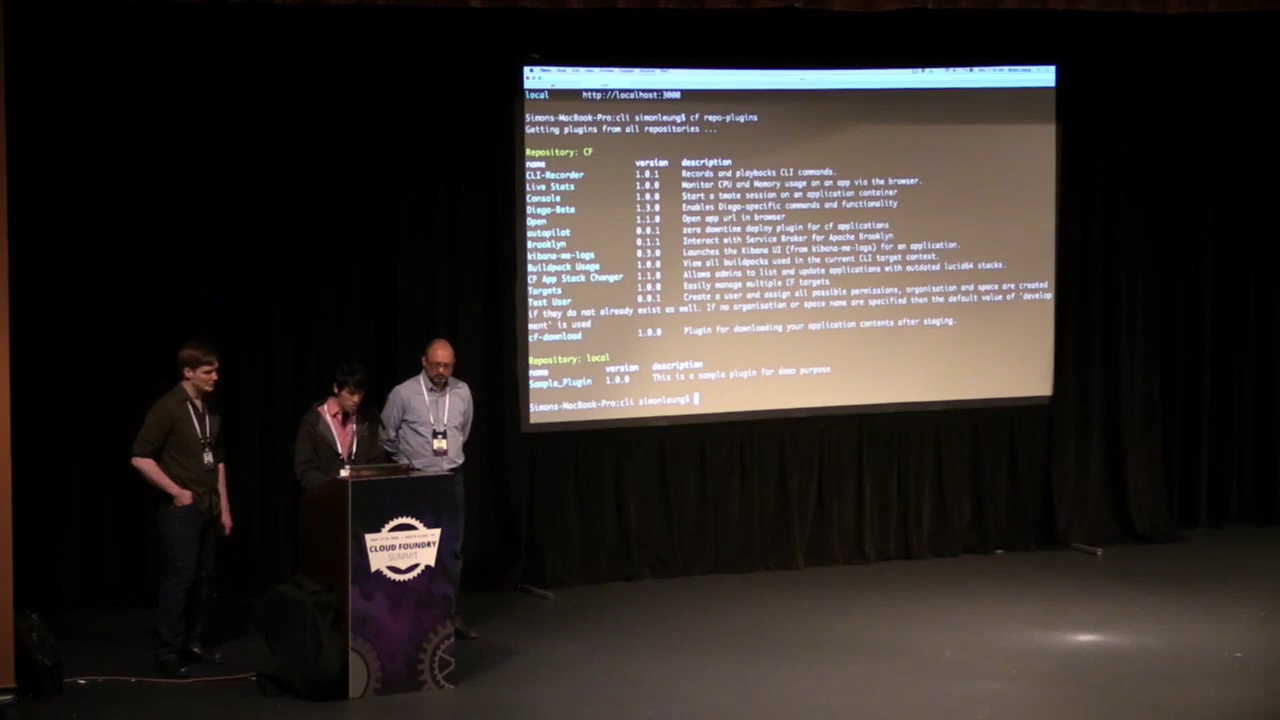 local http://localhost:3000
Simons-MacBook-Pro:cli simonleung$ cf repo-plugins
Getting plugins from all repositories ...
Repository: CF
name version description
CLI-Recorder 1.0.1 Records and playbacks CLI commands.
Live Stats 1.0.0 Monitor CPU and Memory usage on an app via the browser.
Console 1.0.0 Start a tmate session on an application container
Diego-Beta 1.3.0 Enables Diego-specific commands and functionality
Open 1.1.0 Open app url in browser
autopilot 0.0.1 zero downtime deploy plugin for cf applications
Brooklyn 0.1.1 Interact with Service Broker for Apache Brooklyn
kibana-me-logs 0.3.0 Launches the Kibana UI (from kibana-me-logs) for an application.
Buildpack Usage 1.0.0 View all buildpacks used in the current CLI target context.
CF App Stack Changer 1.1.0 Allows admins to list and update applications with outdated lucid64 stacks.
Targets 1.0.0 Easily manage multiple CF targets
Test User 0.0.1 Create a user and assign all possible permissions, organisation and space are created
if they do not already exist as well. If no organisation or space name are specified then the default value of 'develop
ment' is used
cf-download 1.0.0 Plugin for downloading your application contents after staging.
Repository: local
name version description
Sample_Plugin 1.0.0 This is a sample plugin for demo purpose
Simons-MacBook-Pro:cli simonleung$
CLOUD FOUNDRY
SUMMIT